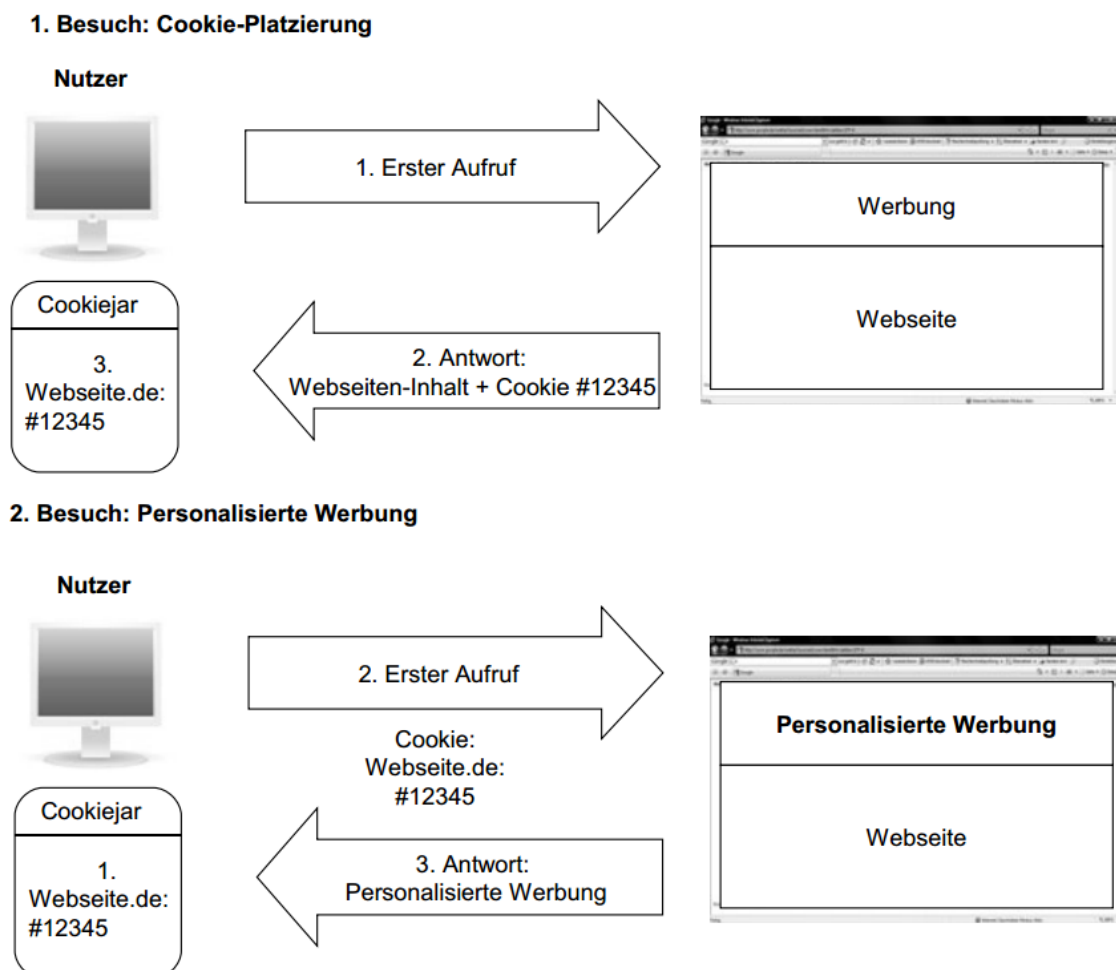 1. Besuch: Cookie-Platzierung
Nutzer
1. Erster Aufruf
Werbung
Webseite
Cookiejar
3.
Webseite.de:
#12345
2. Antwort:
Webseiten-Inhalt + Cookie #12345
2. Besuch: Personalisierte Werbung
Nutzer
2. Erster Aufruf
Cookie:
Webseite.de:
#12345
Personalisierte Werbung
Webseite
Cookiejar
1.
Webseite.de:
#12345
3. Antwort:
Personalisierte Werbung